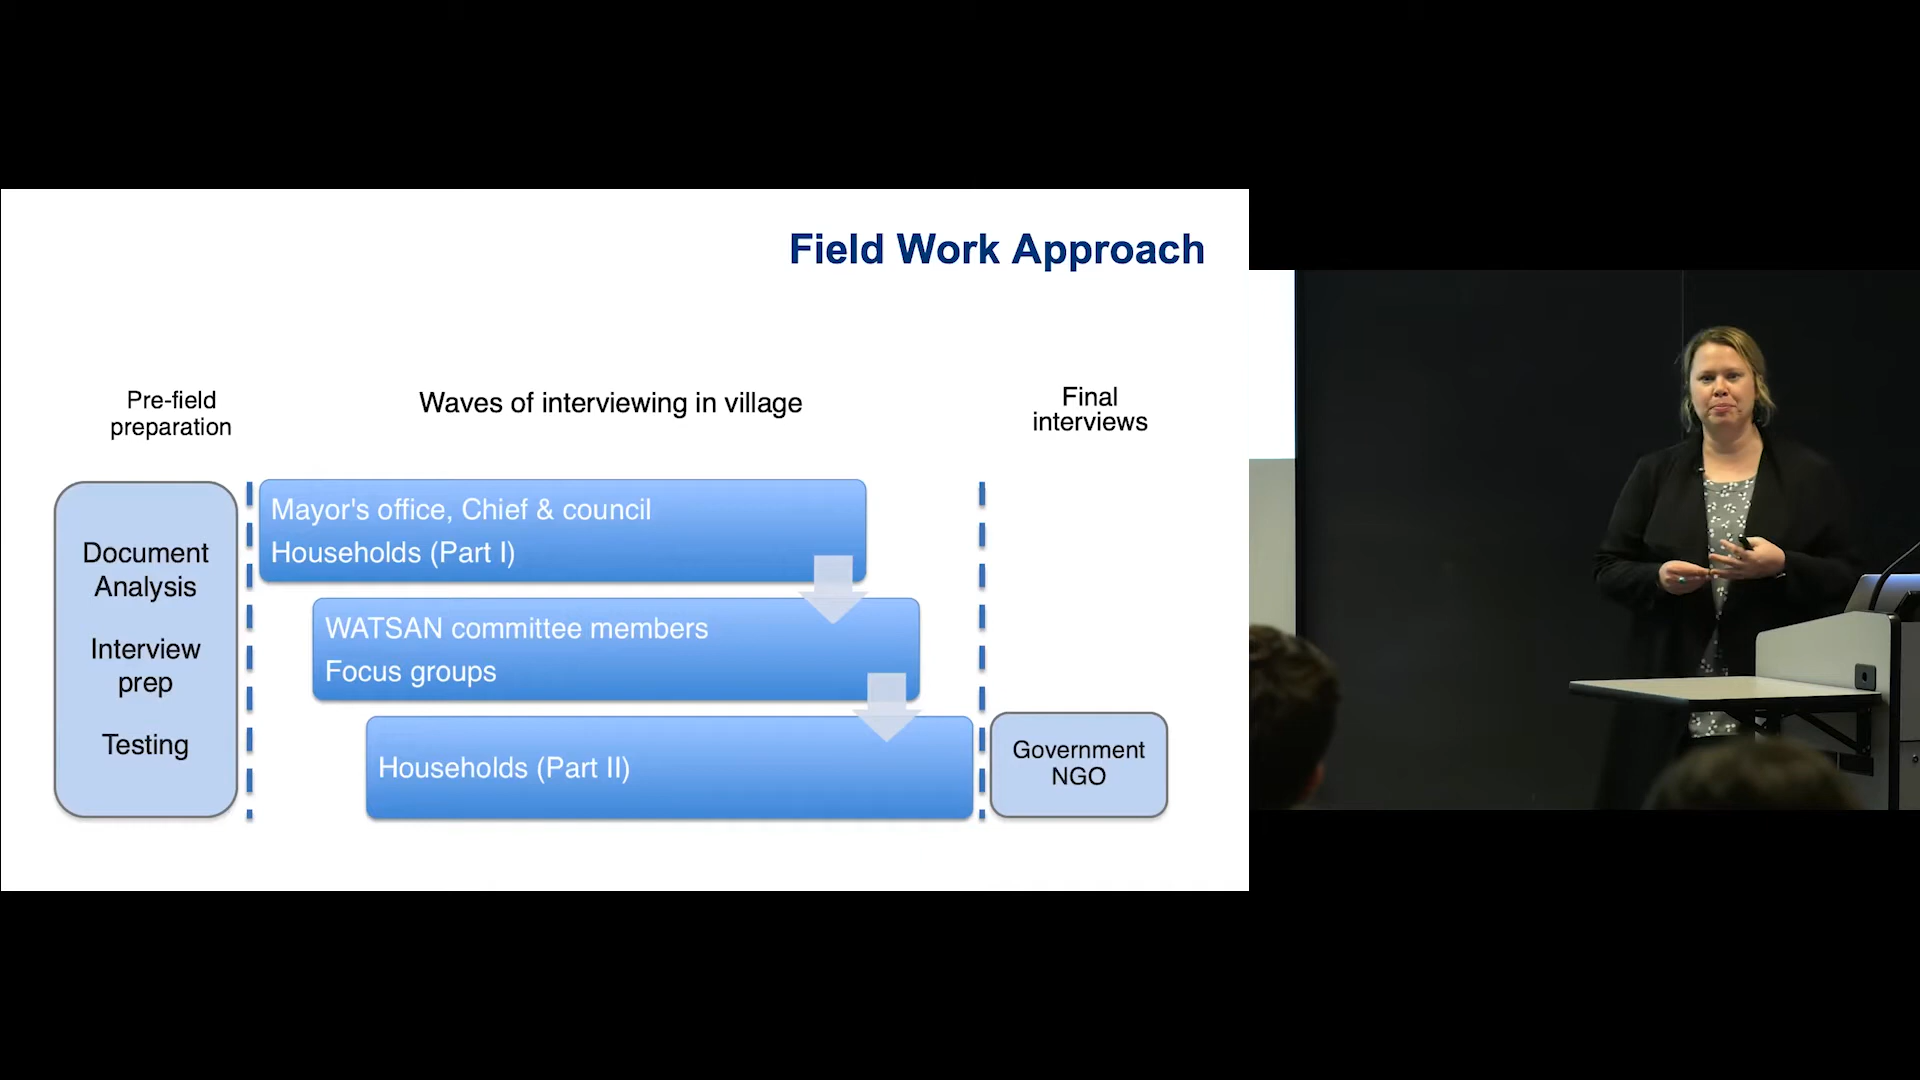 Field Work Approach
Pre-field
preparation
Waves of interviewing in village
Final
interviews
Document
Analysis
Interview
prep
Testing
Mayor's office, Chief & council
Households (Part I)
WATSAN committee members
Focus groups
Households (Part II)
Government
NGO